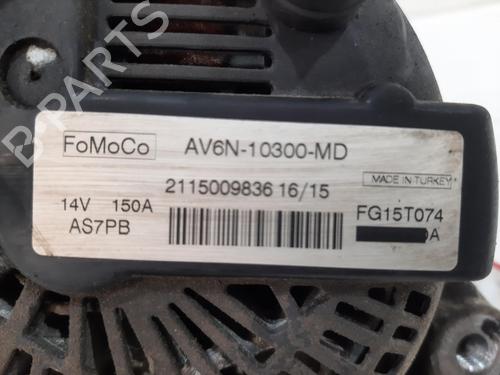 B-PARTS
FoMoCo AV6N-10300-MD
2115009836 16/15 MADE IN TURKEY
14V 150A FG15T074
AS7PB